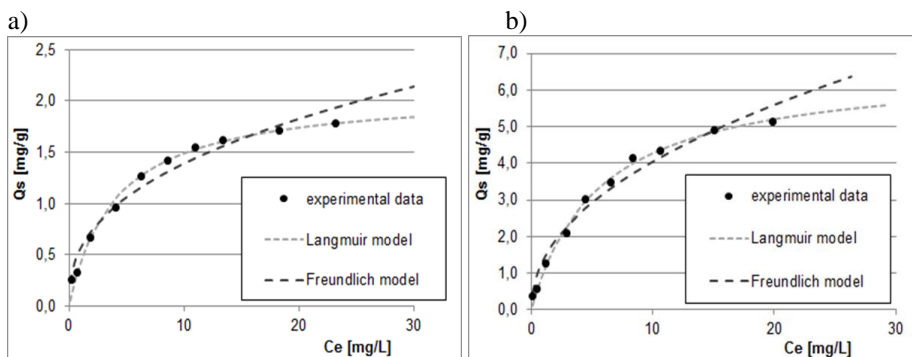 a)
2,5
2,0
1,5
1,0
0,5
0,0
Qs [mg/g]
experimental data
Langmuir model
Freundlich model
0 10 20 30
Ce [mg/L]
b)
7,0
6,0
5,0
4,0
3,0
2,0
1,0
0,0
Qs [mg/g]
experimental data
Langmuir model
Freundlich model
0 10 20 30
Ce [mg/L]